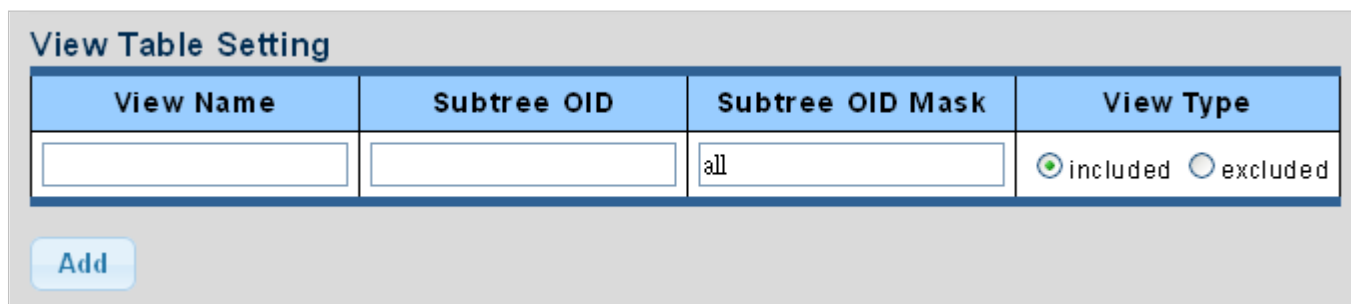 View Table Setting
View Name Subtree OID Subtree OID Mask View Type
all included excluded
Add